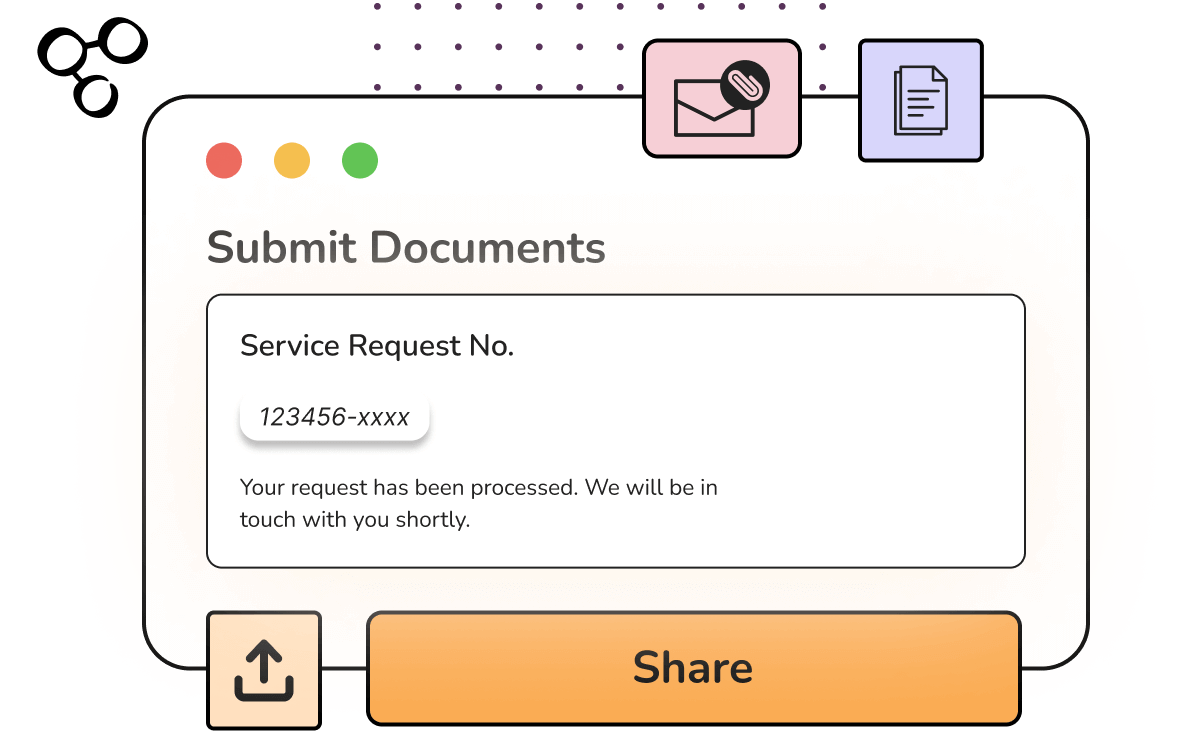 Submit Documents
Service Request No.
123456-xxxx
Your request has been processed. We will be in
touch with you shortly.
Share